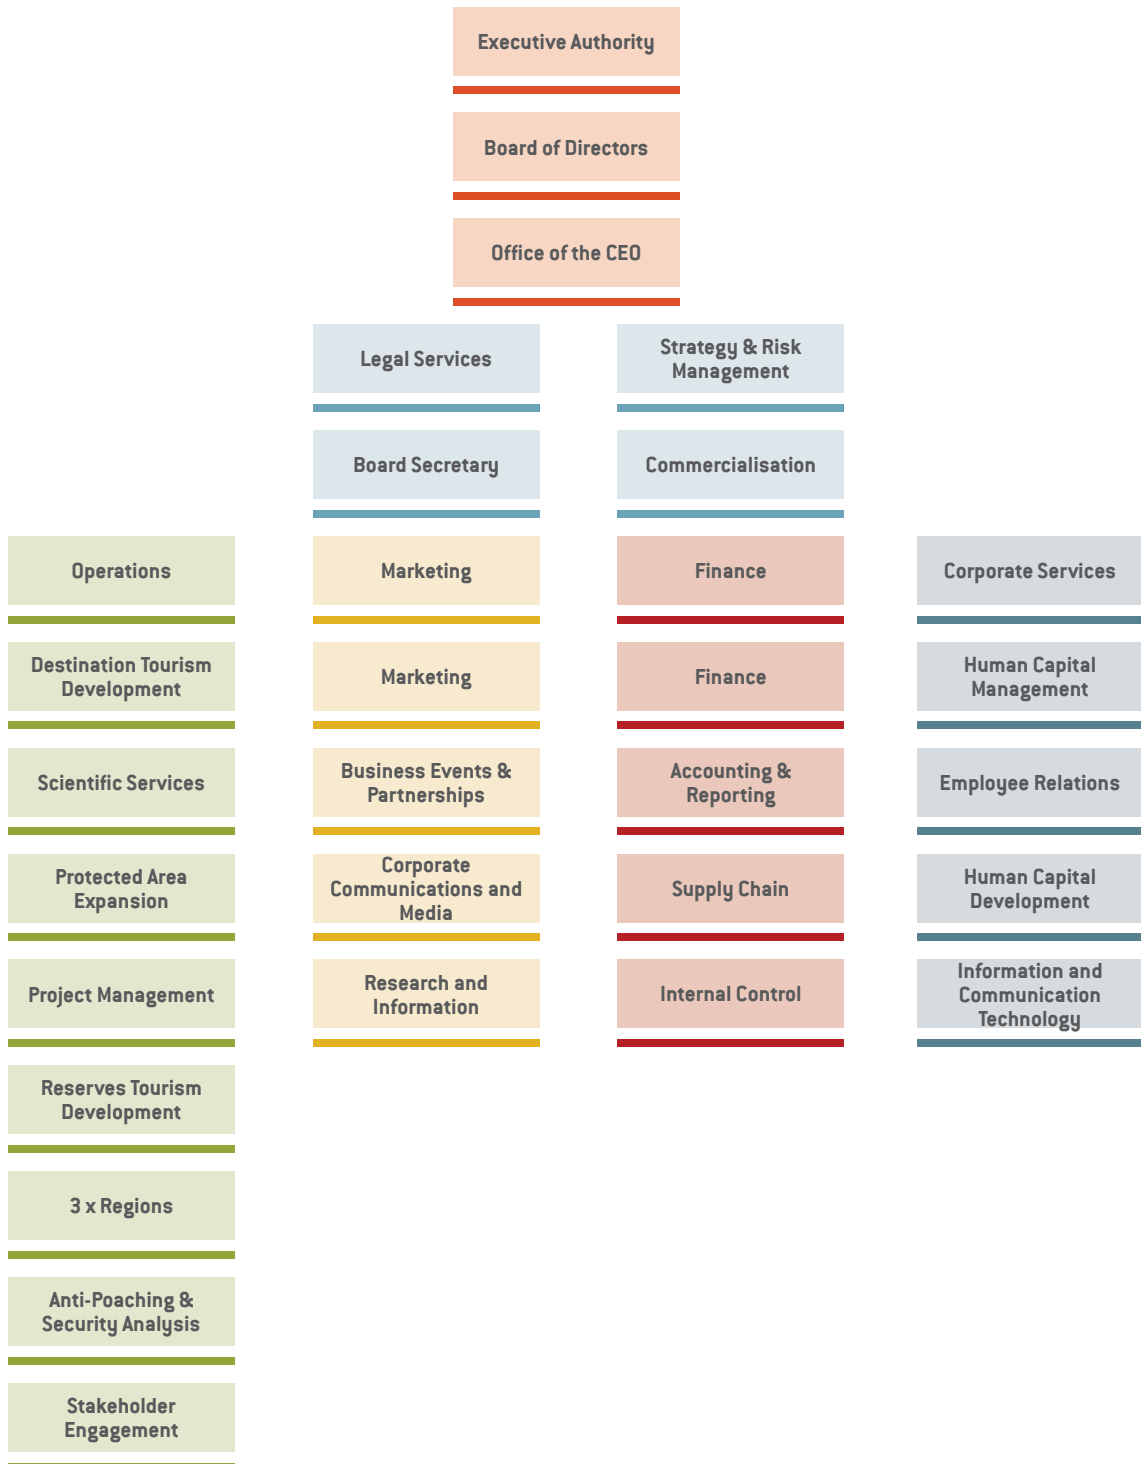 Executive Authority
Board of Directors
Office of the CEO
Legal Services
Strategy & Risk
Management
Board Secretary
Commercialisation
Operations
Marketing
Finance
Corporate Services
Destination Tourism
Development
Marketing
Finance
Human Capital
Management
Scientific Services
Business Events &
Partnerships
Accounting &
Reporting
Employee Relations
Protected Area
Expansion
Corporate
Communications and
Media
Supply Chain
Human Capital
Development
Project Management
Research and
Information
Internal Control
Information and
Communication
Technology
Reserves Tourism
Development
3 x Regions
Anti-Poaching &
Security Analysis
Stakeholder
Engagement